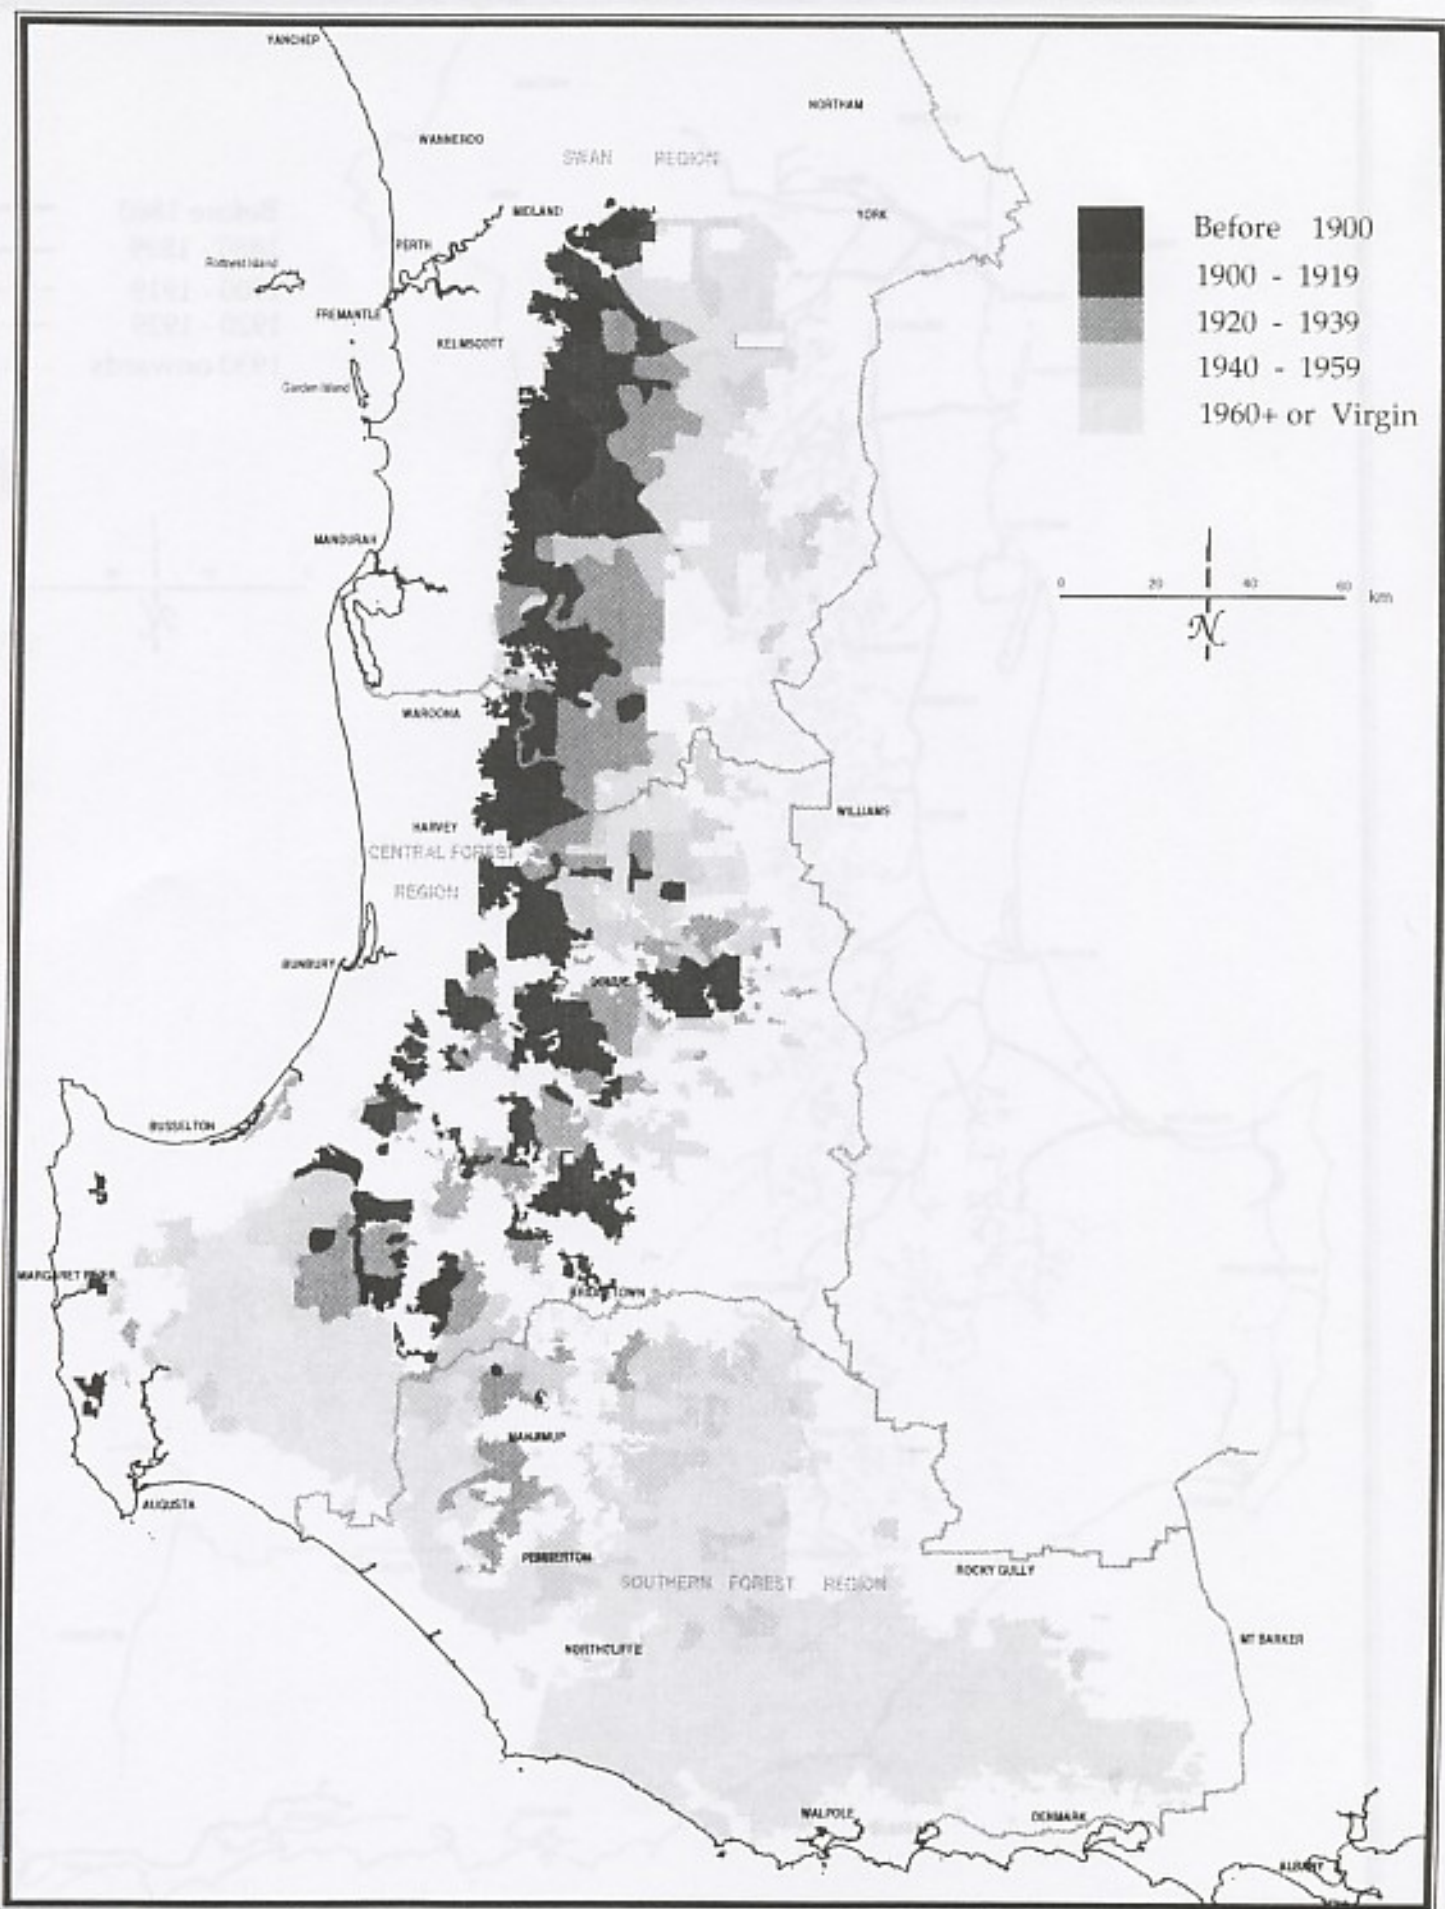 YANCHEP
NORTHAM
WANNEROO
SWAN REGION
MIDLAND
YORK
PERTH
Rottnest Island
FREMANTLE
KELMSCOTT
Garden Island
Before 1900
1900 - 1919
1920 - 1939
1940 - 1959
1960+ or Virgin
MANDURAH
0 20 40 60 km
N
WAROONA
WILLIAMS
HARVEY
CENTRAL FOREST
REGION
BUNBURY
BUSSELTON
MARGARET RIVER
BRIDGETOWN
MANJIMUP
AUGUSTA
PEMBERTON
SOUTHERN FOREST REGION
ROCKY GULLY
NORTHCLIFFE
MT BARKER
WALPOLE
DENMARK
ALBANY